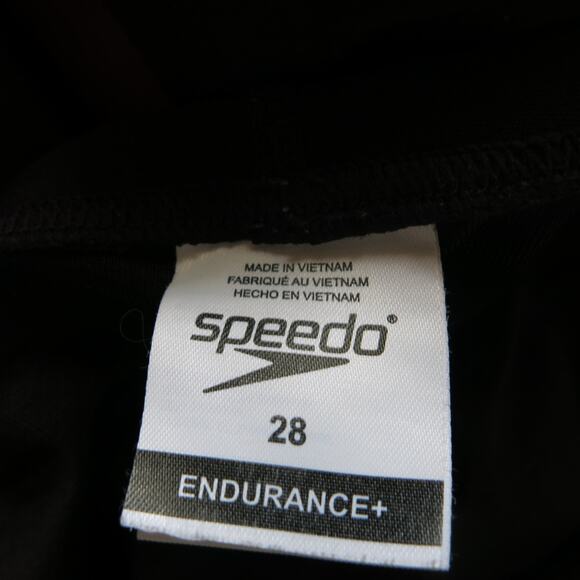 MADE IN VIETNAM
FABRIQUÉ AU VIETNAM
HECHO EN VIETNAM
speedo®
28
ENDURANCE+